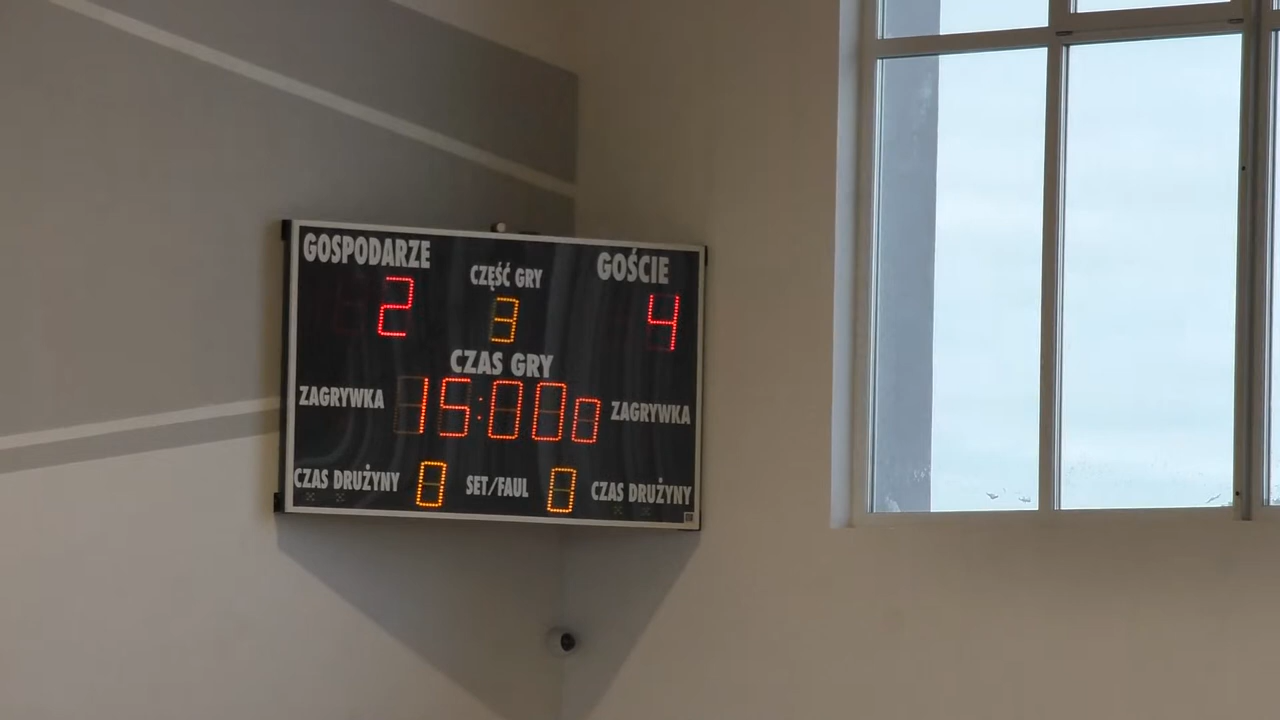 GOSPODARZE GOŚCIE
CZĘŚĆ GRY
2 3 4
CZAS GRY
ZAGRYWKA 15:000 ZAGRYWKA
CZAS DRUŻYNY 0 SET/FAUL 0 CZAS DRUŻYNY